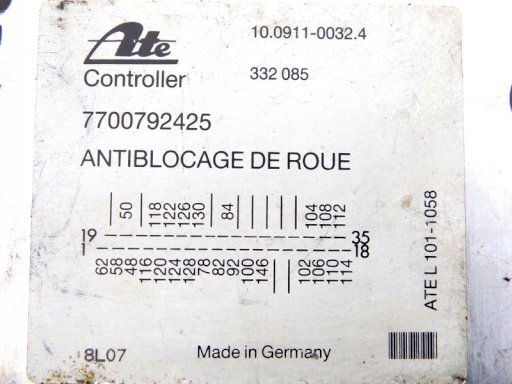 Ate
10.0911-0032.4
Controller
332 085
7700792425
ANTIBLOCAGE DE ROUE
50 118 122 126 130 84 104 108 112
19 35
1 18
62 58 48 116 120 124 128 78 82 92 100 146 102 106 110 114
ATE L 101-1058
8L07
Made in Germany